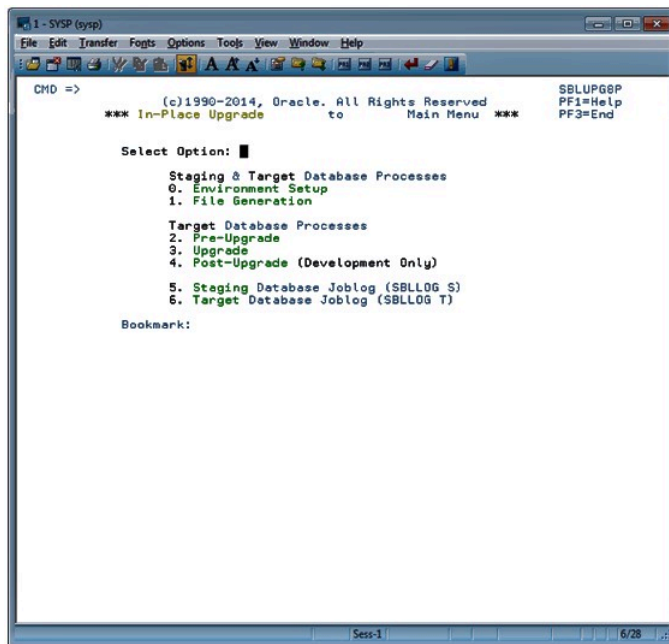 1 - SYSP (sysp)
File Edit Transfer Fonts Options Tools View Window Help
CMD => SBLUPG8P
(c)1990-2014, Oracle. All Rights Reserved PF1=Help
*** In-Place Upgrade to Main Menu *** PF3=End
Select Option:
Staging & Target Database Processes
0. Environment Setup
1. File Generation
Target Database Processes
2. Pre-Upgrade
3. Upgrade
4. Post-Upgrade (Development Only)
5. Staging Database Joblog (SBLLOG S)
6. Target Database Joblog (SBLLOG T)
Bookmark:
Sess-1 6/28